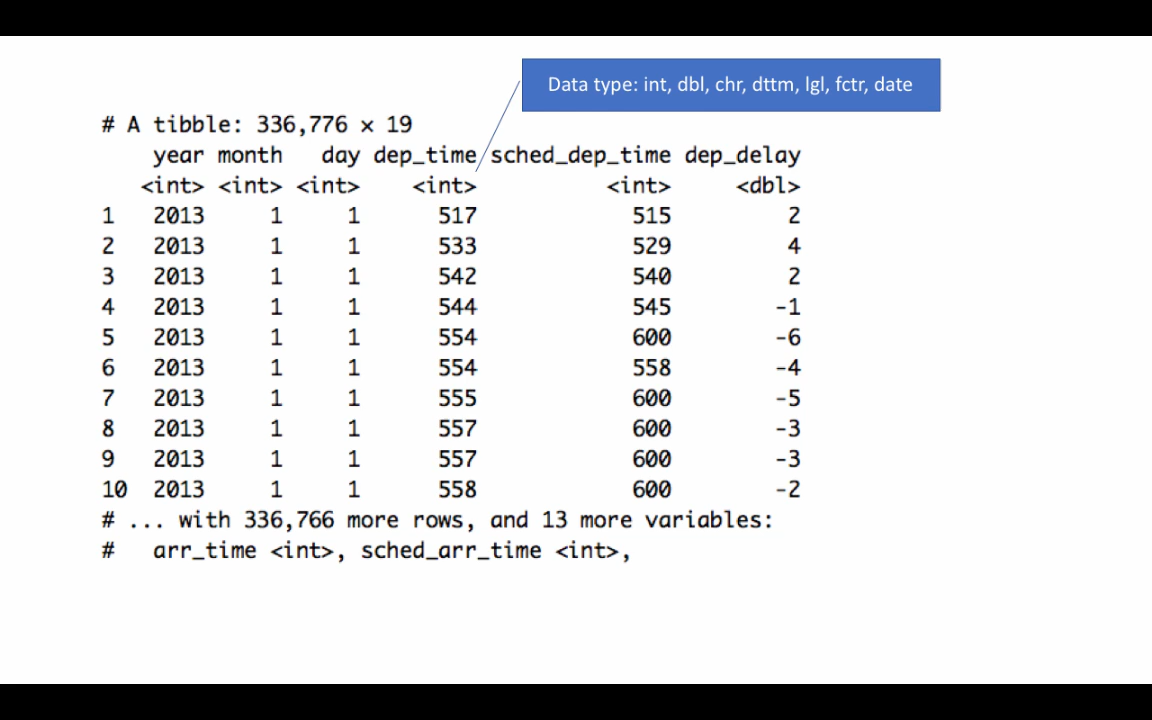 Data type: int, dbl, chr, dttm, lgl, fctr, date
# A tibble: 336,776 × 19
year month day dep_time sched_dep_time dep_delay
<int> <int> <int> <int> <int> <dbl>
1 2013 1 1 517 515 2
2 2013 1 1 533 529 4
3 2013 1 1 542 540 2
4 2013 1 1 544 545 -1
5 2013 1 1 554 600 -6
6 2013 1 1 554 558 -4
7 2013 1 1 555 600 -5
8 2013 1 1 557 600 -3
9 2013 1 1 557 600 -3
10 2013 1 1 558 600 -2
# ... with 336,766 more rows, and 13 more variables:
# arr_time <int>, sched_arr_time <int>,